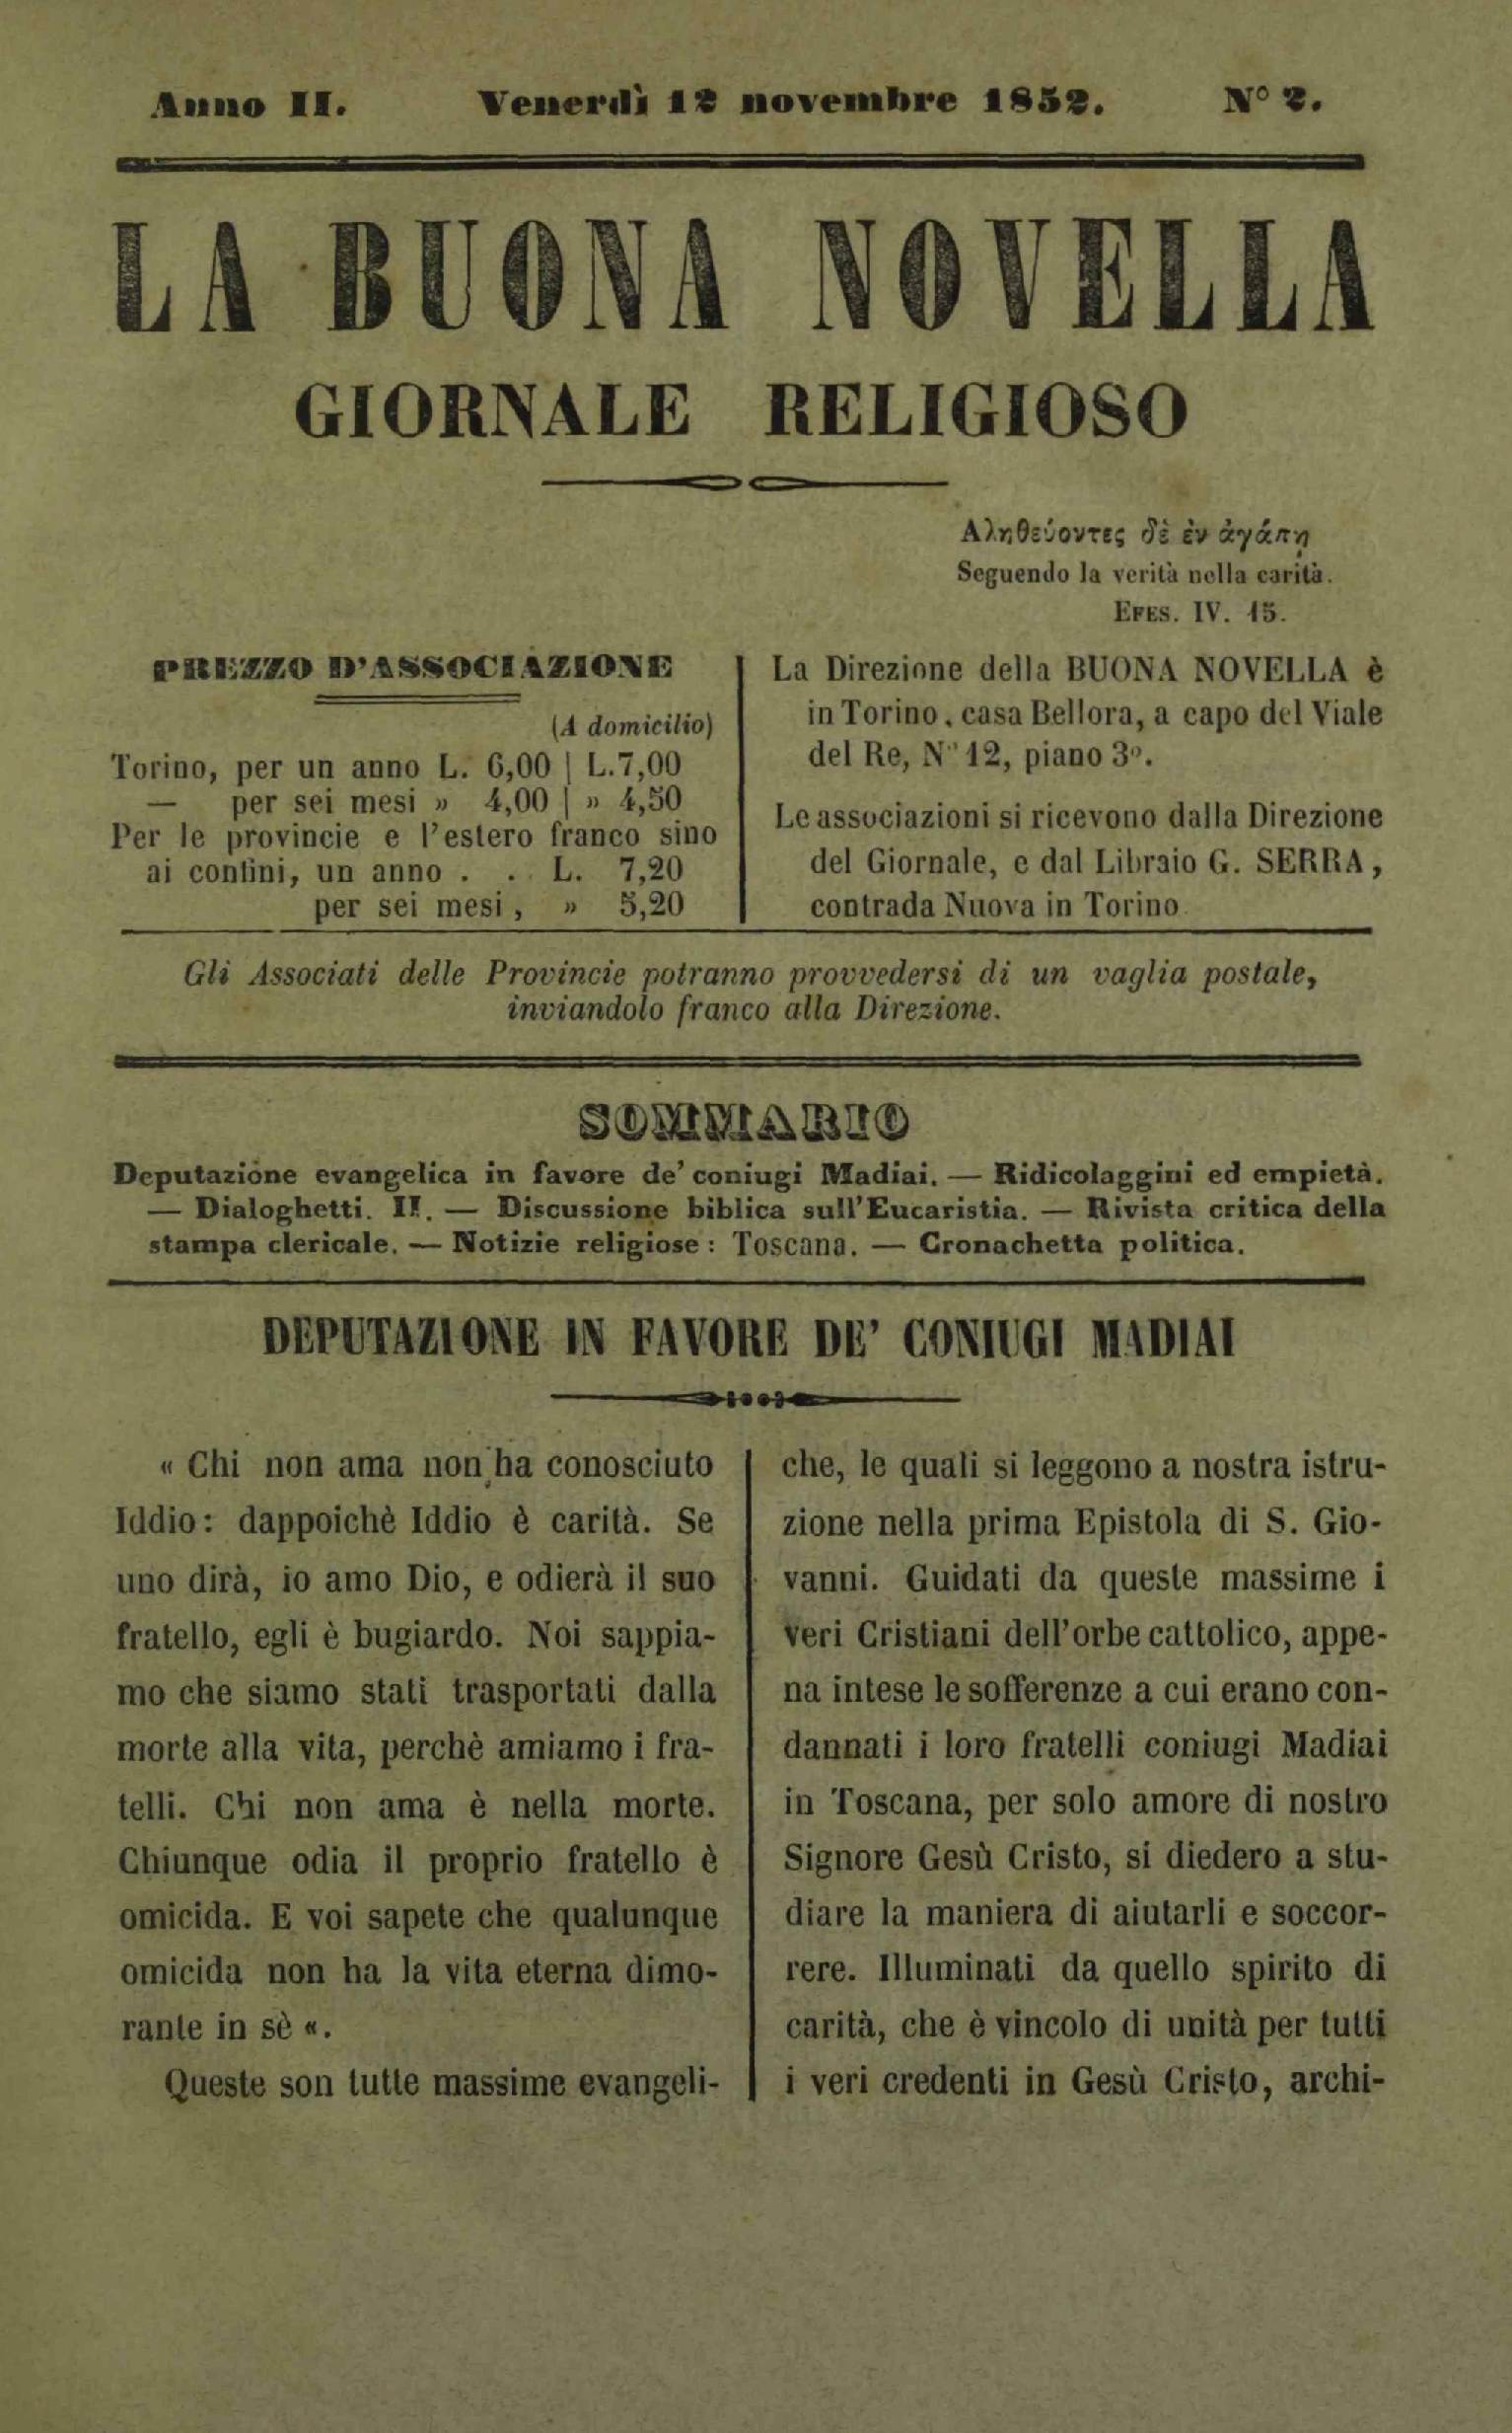 Anno II. Venerdì 12 novembre 1852. N° 2.
LA BUONA NOVELLA
GIORNALE RELIGIOSO
Αληθεύοντες δὲ ἐν ἀγάπῃ
Seguendo la verità nella carità.
EFES. IV. 15.
PREZZO D'ASSOCIAZIONE
(A domicilio)
Torino, per un anno L. 6,00 | L.7,00
— per sei mesi » 4,00 | » 4,50
Per le provincie e l'estero franco sino
ai confini, un anno . . L. 7,20
per sei mesi, » 5,20
La Direzione della BUONA NOVELLA è
in Torino, casa Bellora, a capo del Viale
del Re, N° 12, piano 3°.
Le associazioni si ricevono dalla Direzione
del Giornale, e dal Libraio G. SERRA,
contrada Nuova in Torino.
Gli Associati delle Provincie potranno provvedersi di un vaglia postale,
inviandolo franco alla Direzione.
SOMMARIO
Deputazione evangelica in favore de' coniugi Madiai. — Ridicolaggini ed empietà.
— Dialoghetti. II. — Discussione biblica sull'Eucaristia. — Rivista critica della
stampa clericale. — Notizie religiose: Toscana. — Cronachetta politica.
DEPUTAZIONE IN FAVORE DE' CONIUGI MADIAI
« Chi non ama non ha conosciuto
Iddio: dappoichè Iddio è carità. Se
uno dirà, io amo Dio, e odierà il suo
fratello, egli è bugiardo. Noi sappia-
mo che siamo stati trasportati dalla
morte alla vita, perchè amiamo i fra-
telli. Chi non ama è nella morte.
Chiunque odia il proprio fratello è
omicida. E voi sapete che qualunque
omicida non ha la vita eterna dimo-
rante in sè «.
Queste son tutte massime evangeli-
che, le quali si leggono a nostra istru-
zione nella prima Epistola di S. Gio-
vanni. Guidati da queste massime i
veri Cristiani dell'orbe cattolico, appe-
na intese le sofferenze a cui erano con-
dannati i loro fratelli coniugi Madiai
in Toscana, per solo amore di nostro
Signore Gesù Cristo, si diedero a stu-
diare la maniera di aiutarli e soccor-
rere. Illuminati da quello spirito di
carità, che è vincolo di unità per tutti
i veri credenti in Gesù Cristo, archi-